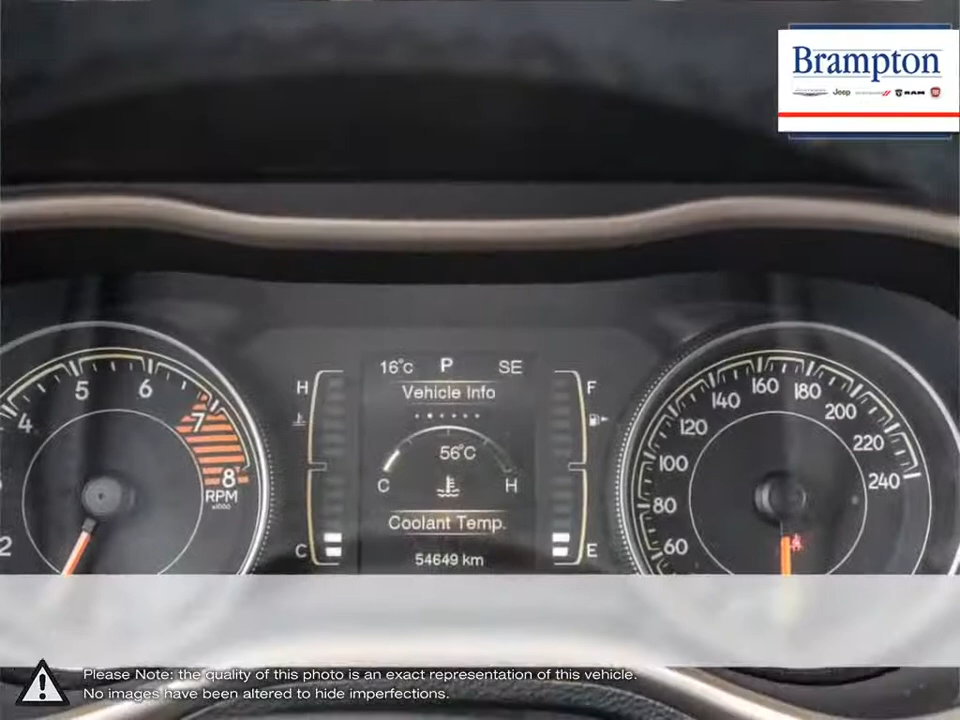 Brampton
Jeep
RAM
16°C P SE
Vehicle Info
H
F
4 5 6 7 8
RPM
x1000
2
56°C
C H
Coolant Temp.
C
E
54649 km
60 80 100 120 140 160 180 200 220 240
Please Note: the quality of this photo is an exact representation of this vehicle.
No images have been altered to hide imperfections.